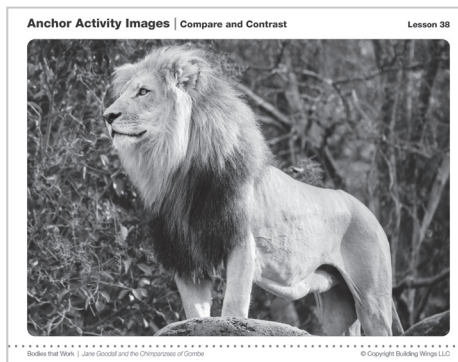 Anchor Activity Images | Compare and Contrast Lesson 38
Bodies that Work | Jane Goodall and the Chimpanzees of Gombe © Copyright Building Wings LLC